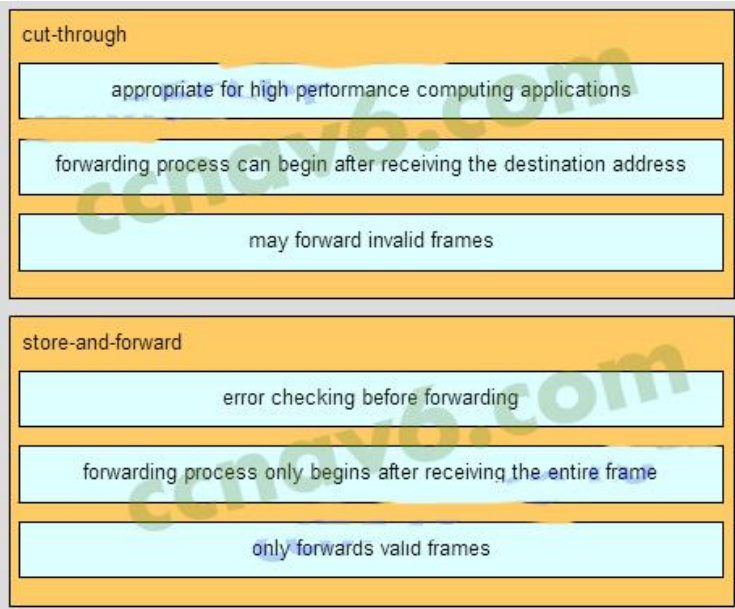 cut-through
appropriate for high performance computing applications
forwarding process can begin after receiving the destination address
may forward invalid frames
store-and-forward
error checking before forwarding
forwarding process only begins after receiving the entire frame
only forwards valid frames
ccnav6.com
ccnav6.com